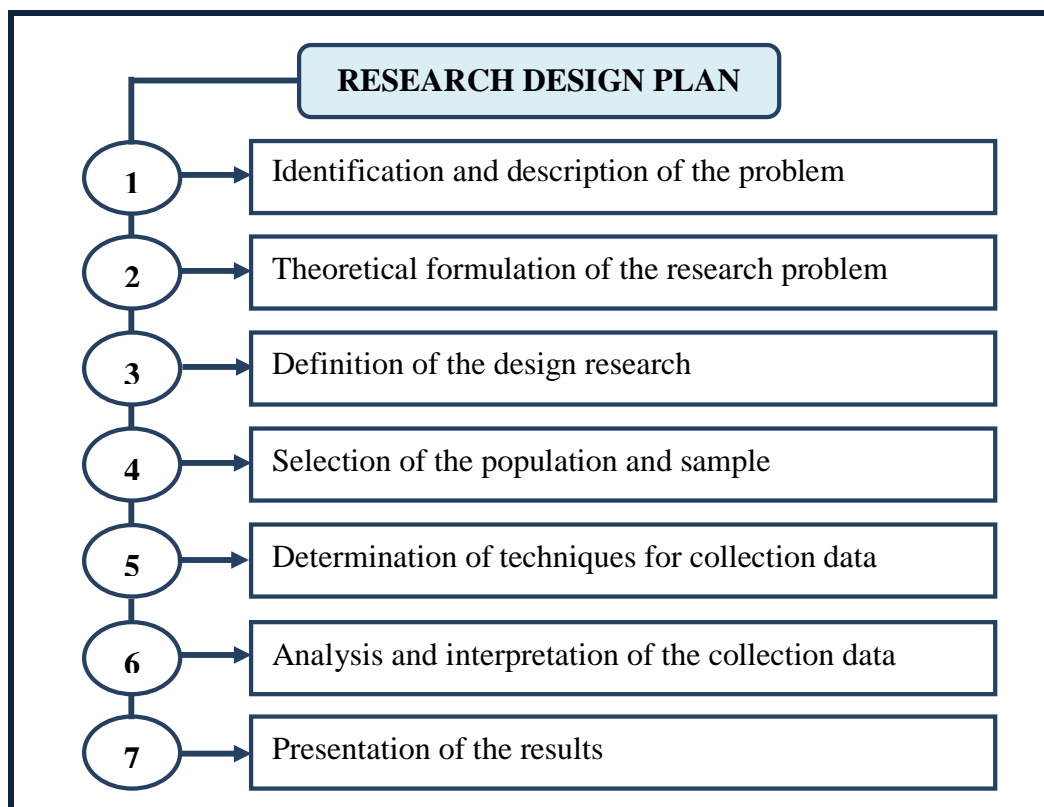 RESEARCH DESIGN PLAN
1 Identification and description of the problem
2 Theoretical formulation of the research problem
3 Definition of the design research
4 Selection of the population and sample
5 Determination of techniques for collection data
6 Analysis and interpretation of the collection data
7 Presentation of the results